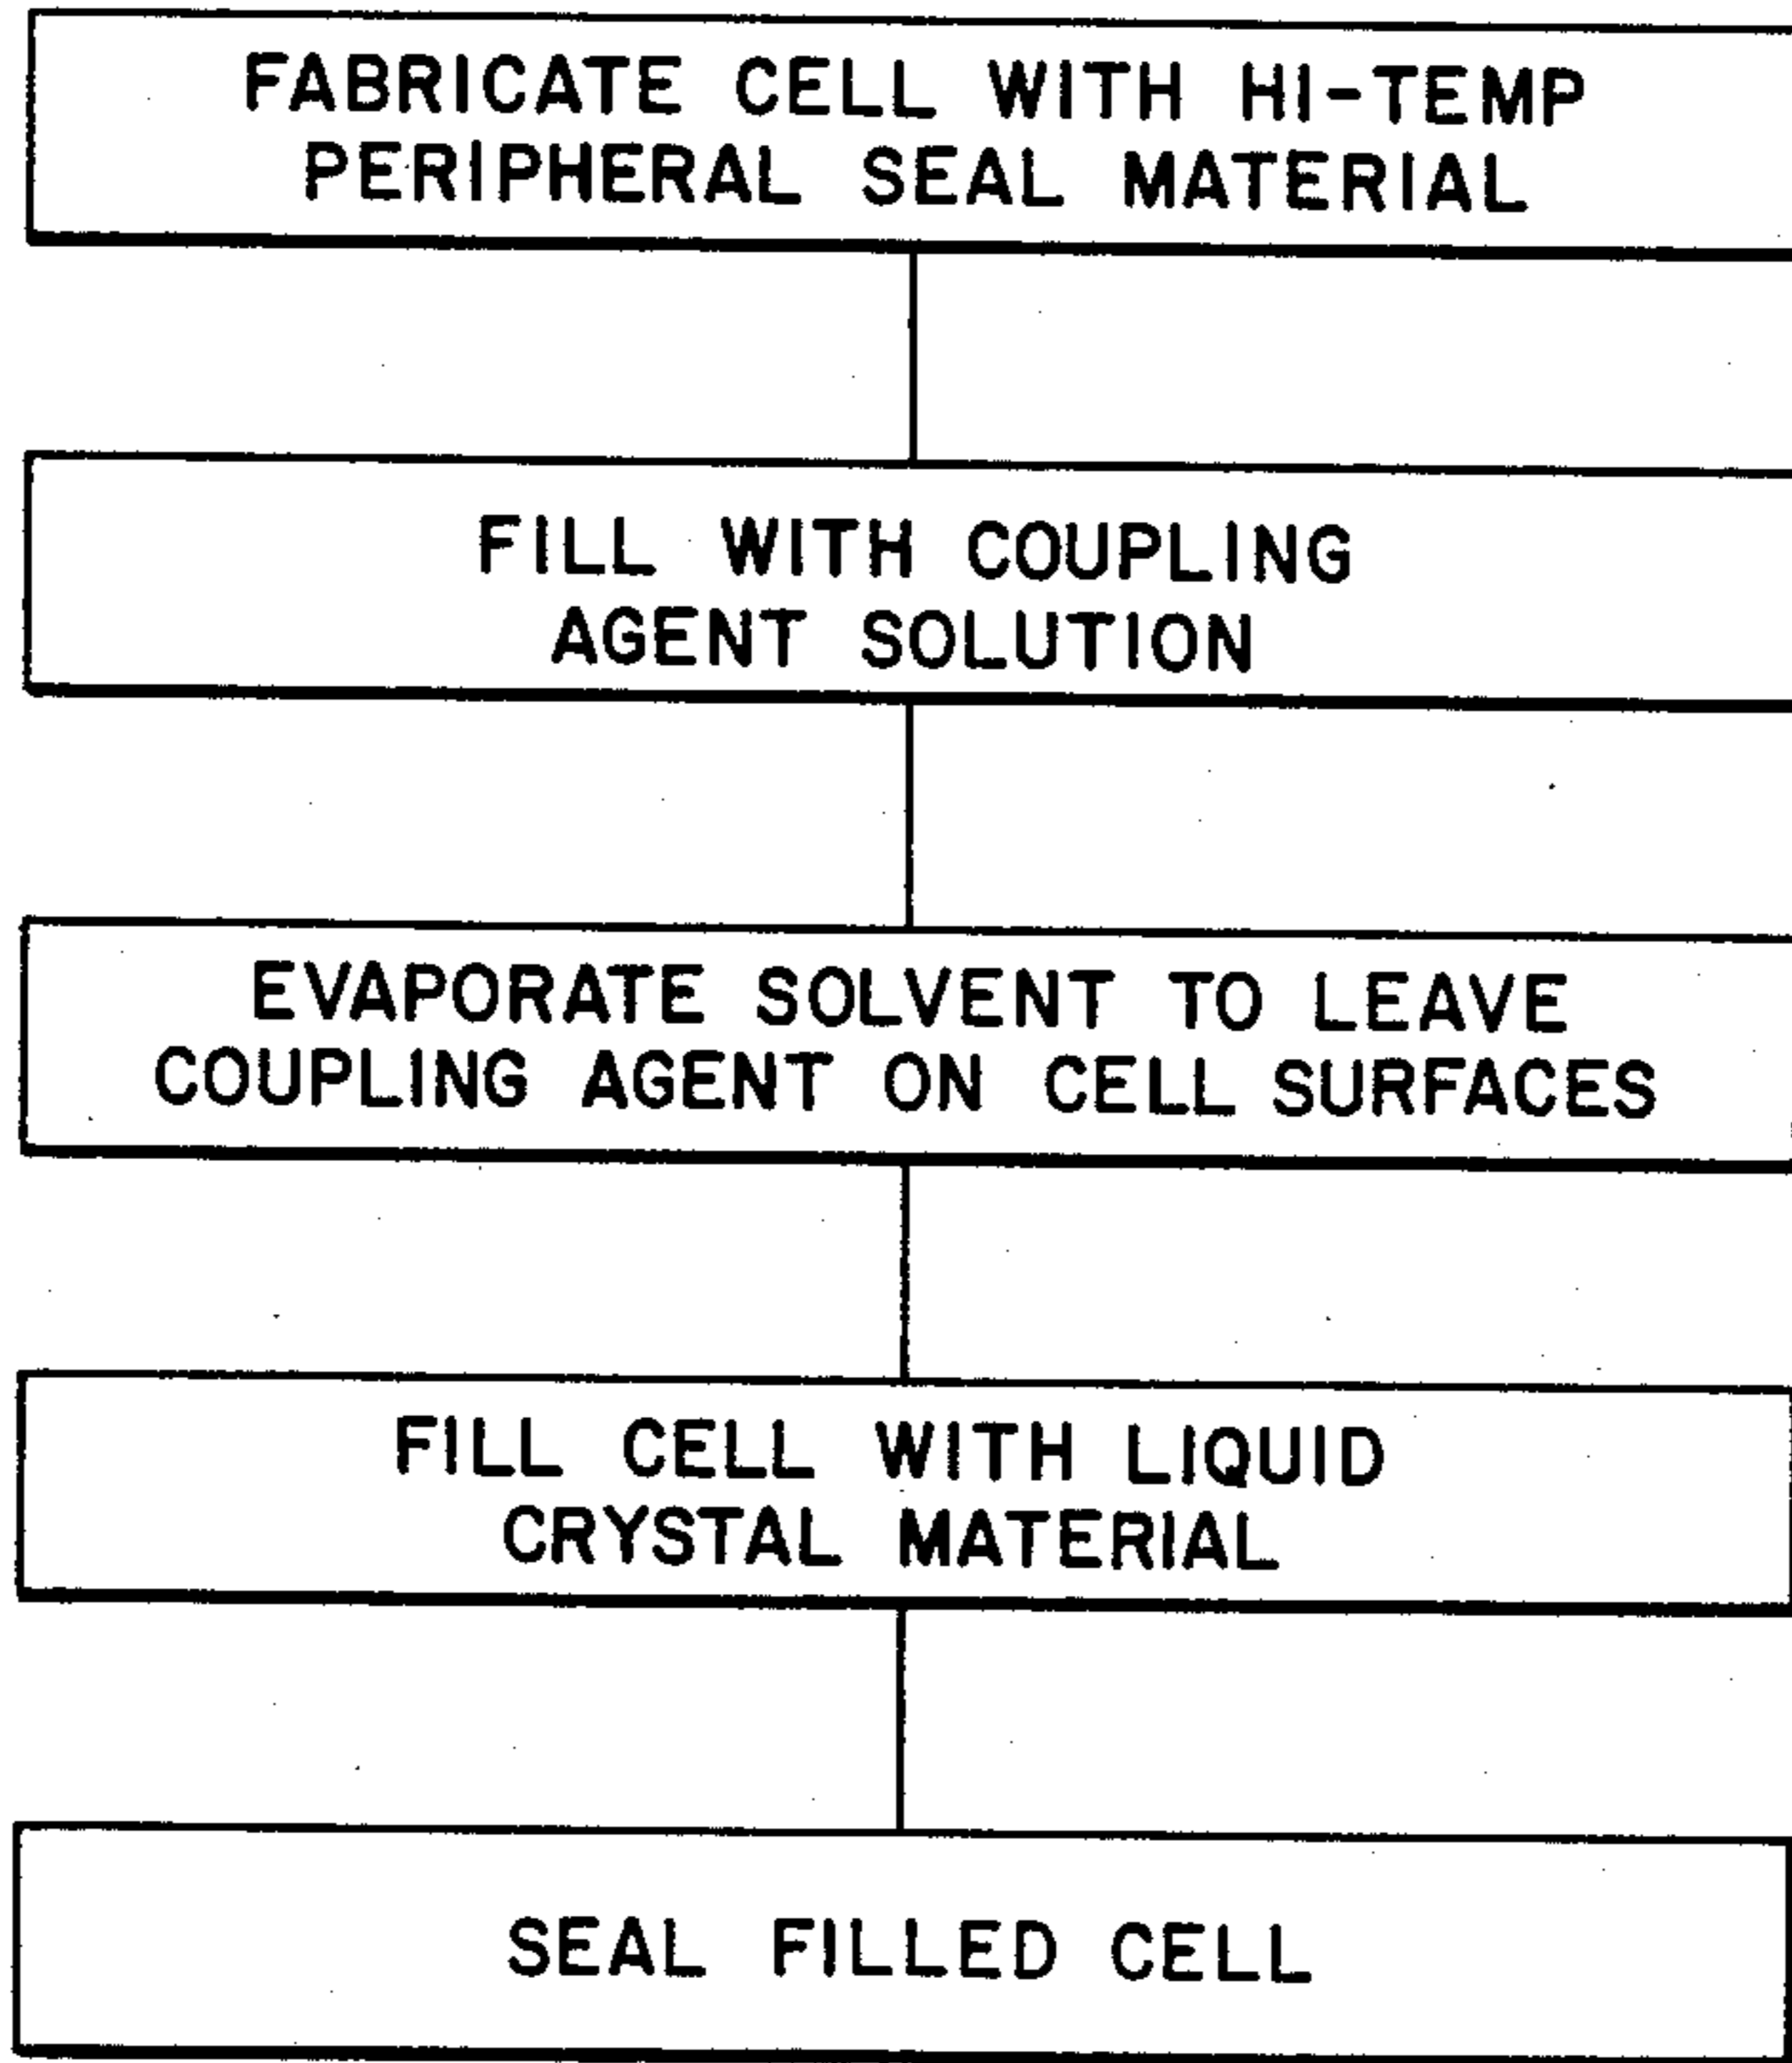 FABRICATE CELL WITH HI-TEMP
PERIPHERAL SEAL MATERIAL
FILL WITH COUPLING
AGENT SOLUTION
EVAPORATE SOLVENT TO LEAVE
COUPLING AGENT ON CELL SURFACES
FILL CELL WITH LIQUID
CRYSTAL MATERIAL
SEAL FILLED CELL